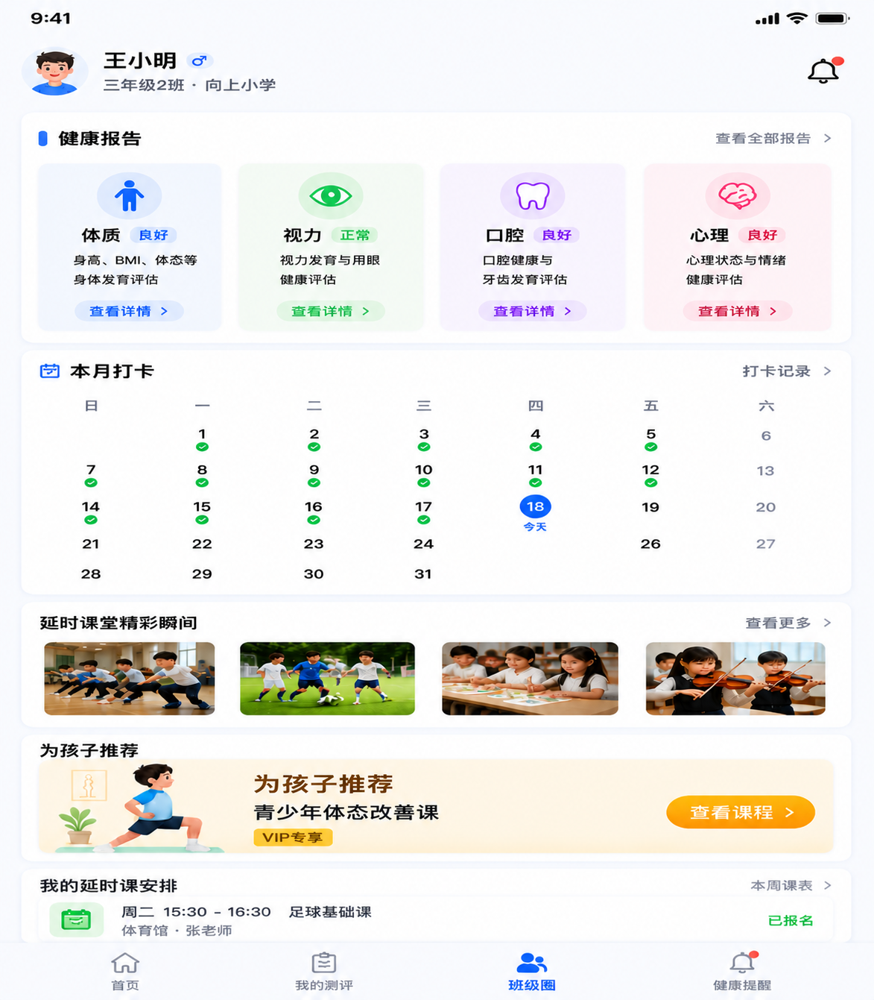 9:41
王小明
三年级2班 · 向上小学
健康报告
查看全部报告 >
体质 良好
身高、BMI、体态等
身体发育评估
查看详情 >
视力 正常
视力发育与用眼
健康评估
查看详情 >
口腔 良好
口腔健康与
牙齿发育评估
查看详情 >
心理 良好
心理状态与情绪
健康评估
查看详情 >
本月打卡
打卡记录 >
日 一 二 三 四 五 六
1 2 3 4 5 6
7 8 9 10 11 12 13
14 15 16 17 18 19 20
今天
21 22 23 24 26 27
28 29 30 31
延时课堂精彩瞬间
查看更多 >
为孩子推荐
为孩子推荐
青少年体态改善课
VIP专享
查看课程 >
我的延时课安排
本周课表 >
周二 15:30 - 16:30 足球基础课
体育馆 · 张老师
已报名
首页 我的测评 班级圈 健康提醒